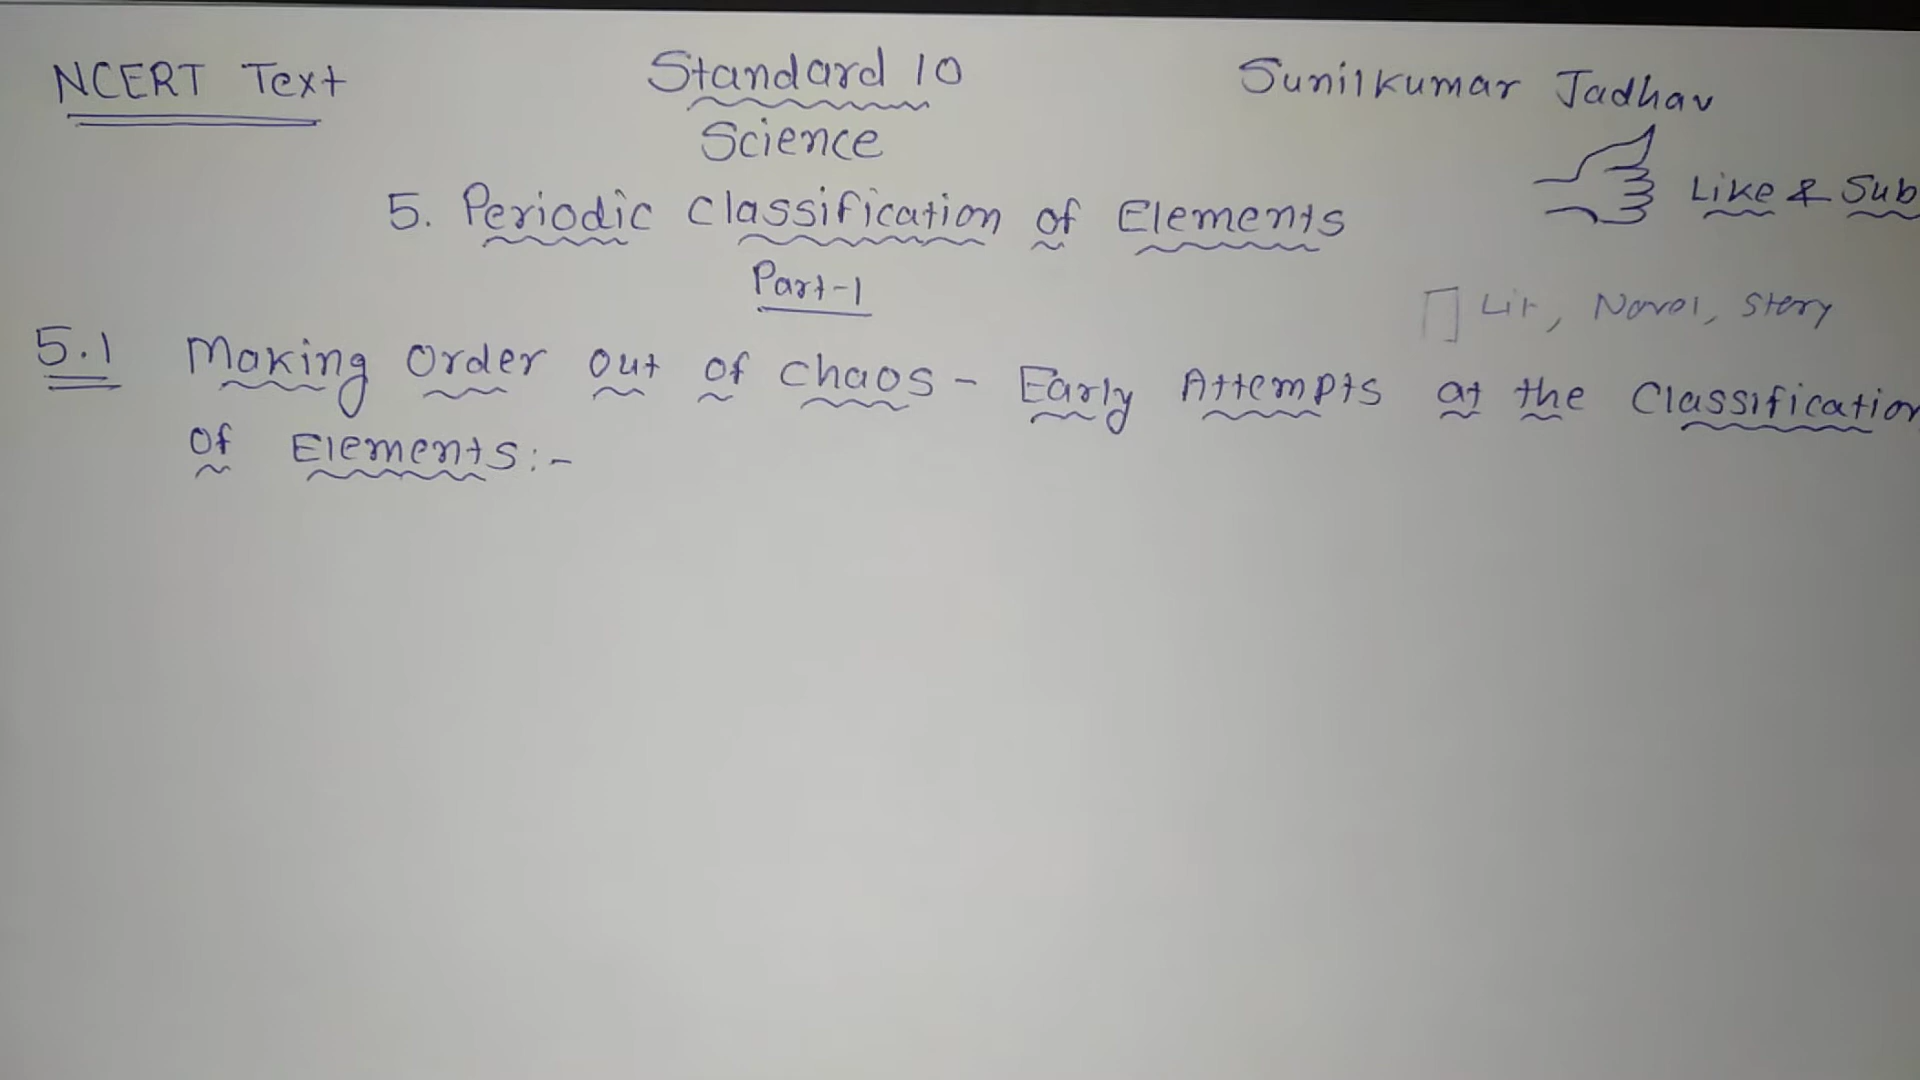 NCERT Text
Standard 10
Sunilkumar Jadhav
Science
Like & Sub
5. Periodic Classification of Elements
Part-1
Lit, Novel, Story
5.1 Making Order Out of Chaos - Early Attempts at the Classification
Of Elements:-